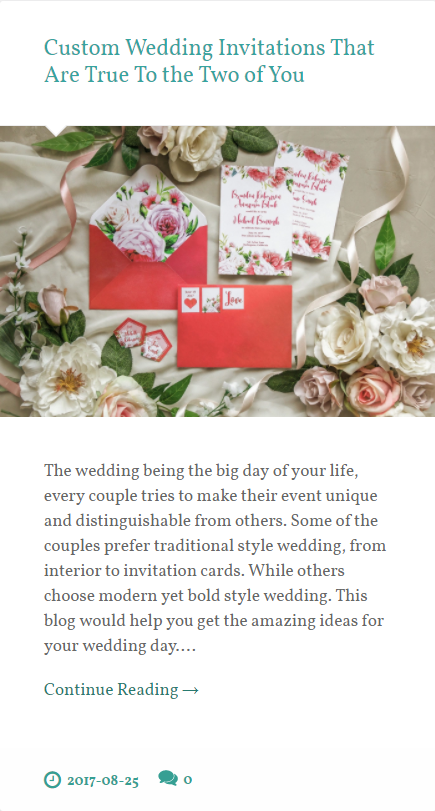 Custom Wedding Invitations That
Are True To the Two of You
Love
The wedding being the big day of your life,
every couple tries to make their event unique
and distinguishable from others. Some of the
couples prefer traditional style wedding, from
interior to invitation cards. While others
choose modern yet bold style wedding. This
blog would help you get the amazing ideas for
your wedding day....
Continue Reading →
2017-08-25 0